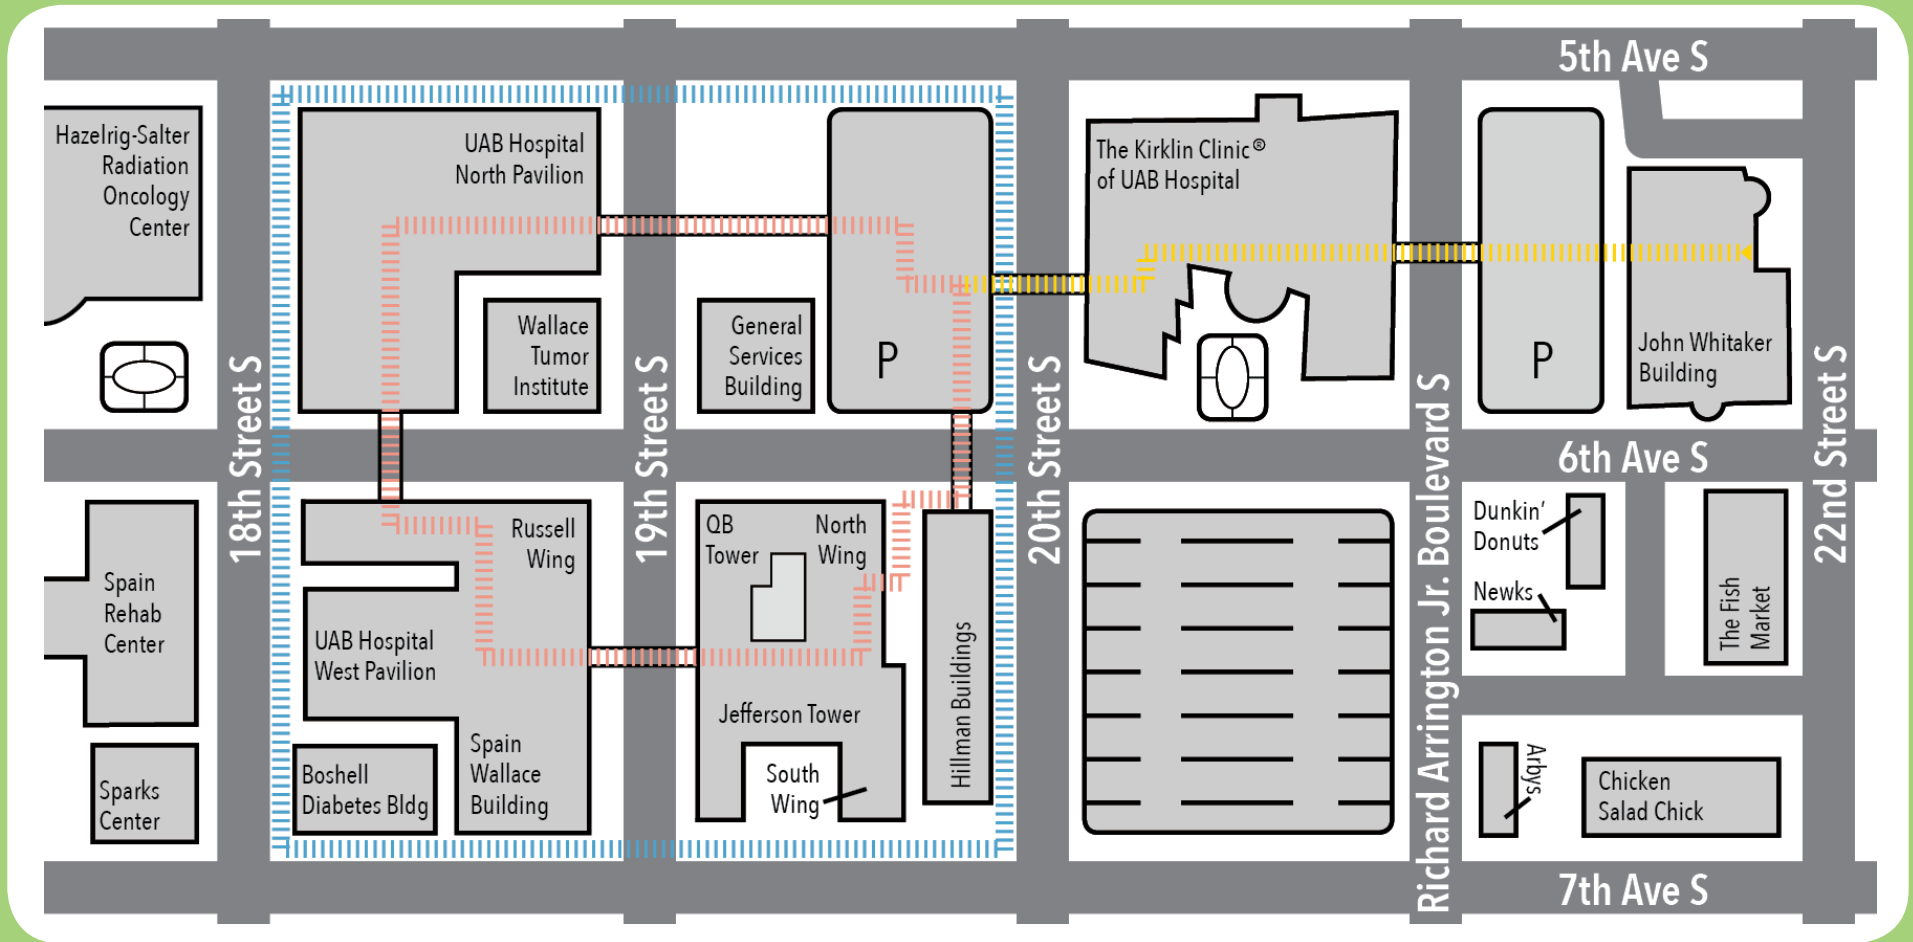 5th Ave S
Hazelrig-Salter
Radiation
Oncology
Center
UAB Hospital
North Pavilion
The Kirklin Clinic®
of UAB Hospital
Wallace
Tumor
Institute
General
Services
Building
P
P
John Whitaker
Building
18th Street S
19th Street S
20th Street S
Richard Arrington Jr. Boulevard S
22nd Street S
6th Ave S
Spain
Rehab
Center
Russell
Wing
QB
Tower
North
Wing
Dunkin'
Donuts
Newks
The Fish
Market
UAB Hospital
West Pavilion
Hillman Buildings
Jefferson Tower
Sparks
Center
Boshell
Diabetes Bldg
Spain
Wallace
Building
South
Wing
Arbys
Chicken
Salad Chick
7th Ave S